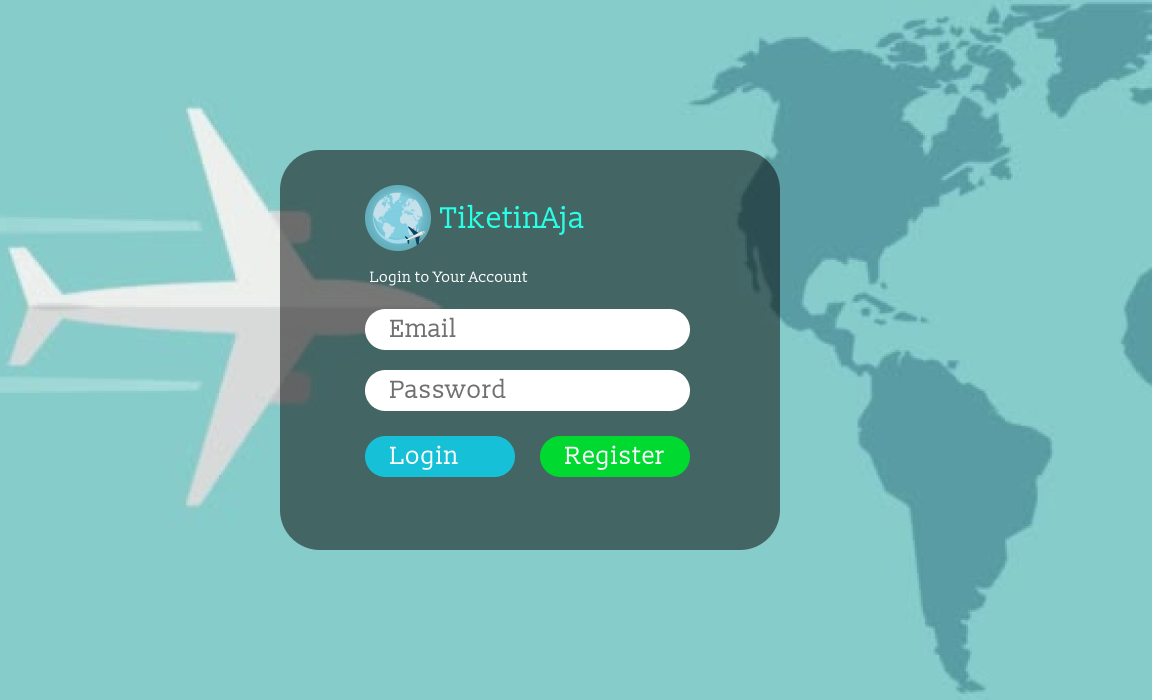 TiketinAja
Login to Your Account
Email
Password
Login
Register